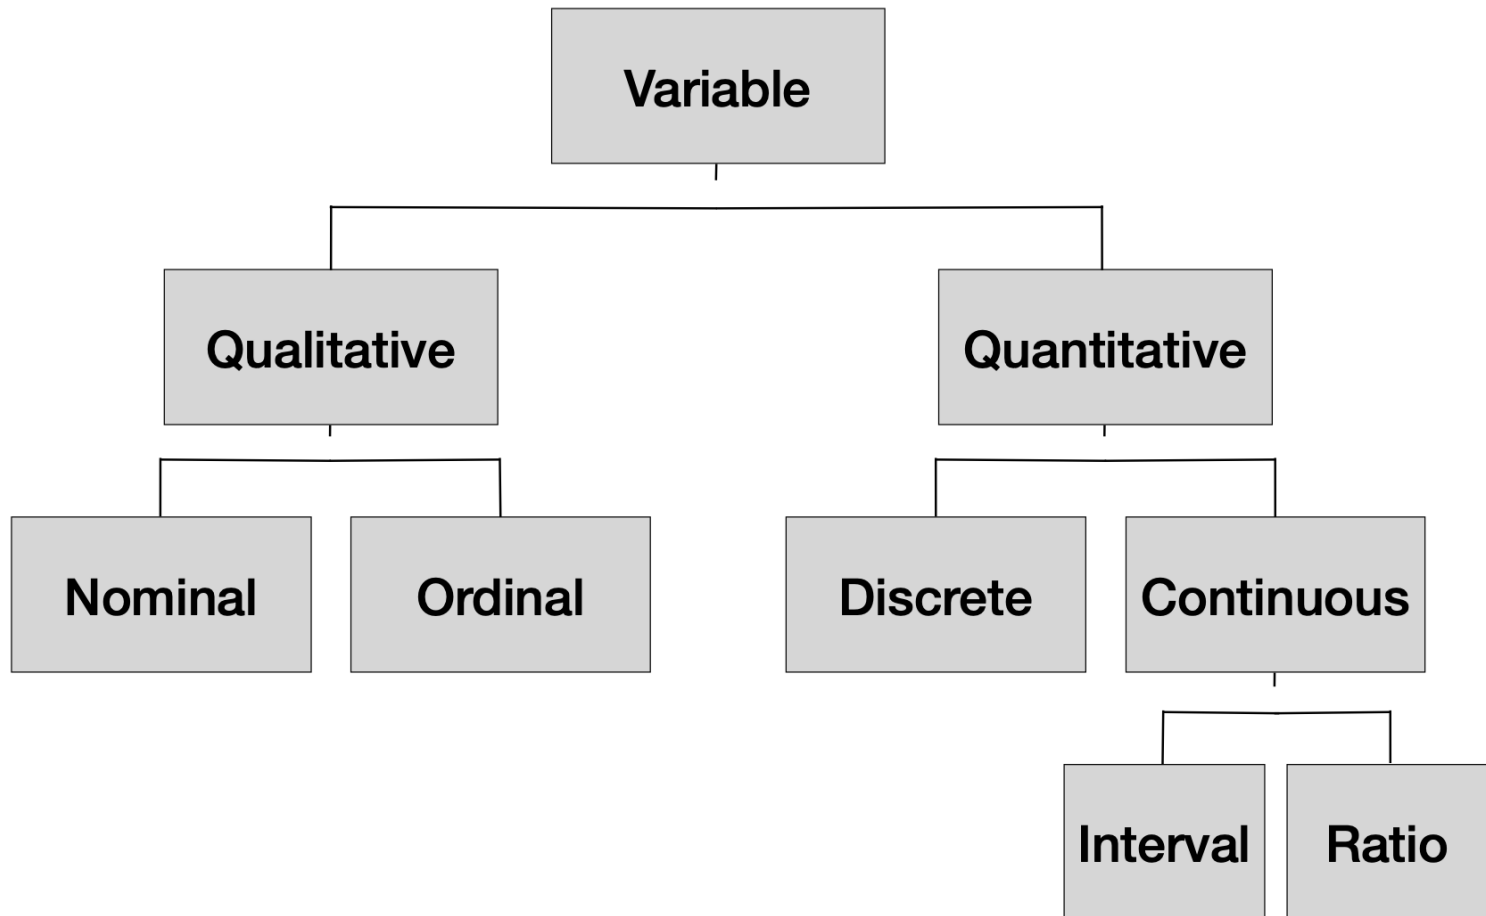 Variable
Qualitative
Quantitative
Nominal
Ordinal
Discrete
Continuous
Interval
Ratio